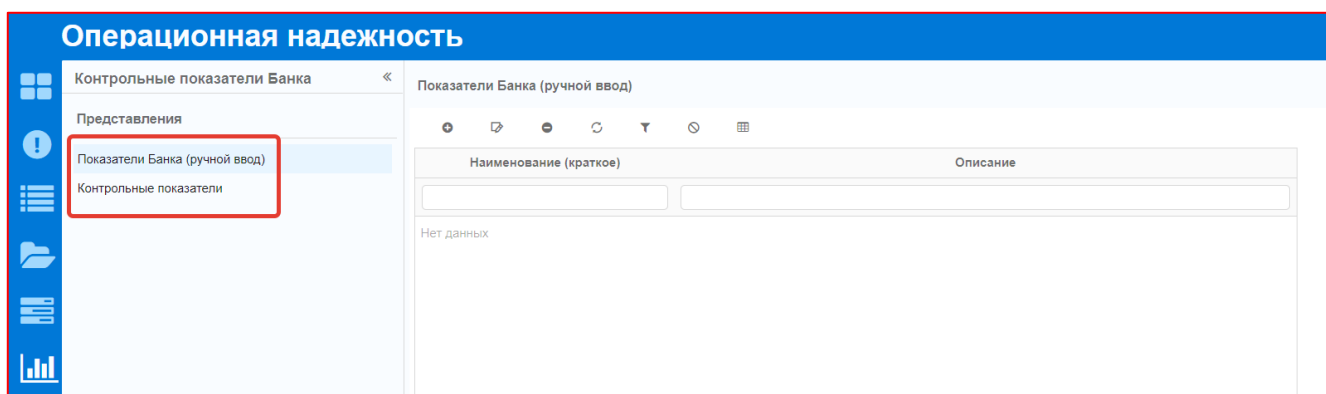 Операционная надежность
Контрольные показатели Банка
Представления
Показатели Банка (ручной ввод)
Контрольные показатели
Показатели Банка (ручной ввод)
Наименование (краткое) Описание
Нет данных